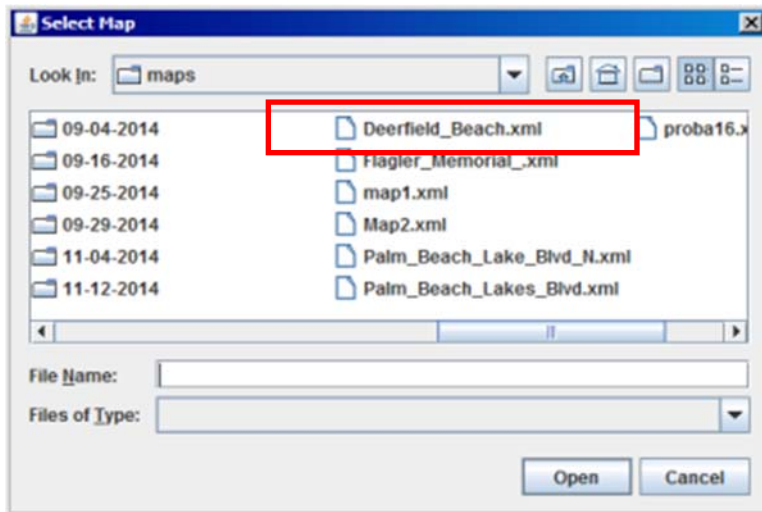 Select Map
Look In: maps
09-04-2014 Deerfield_Beach.xml proba16.x
09-16-2014 Flagler_Memorial_.xml
09-25-2014 map1.xml
09-29-2014 Map2.xml
11-04-2014 Palm_Beach_Lake_Blvd_N.xml
11-12-2014 Palm_Beach_Lakes_Blvd.xml
File Name:
Files of Type:
Open Cancel